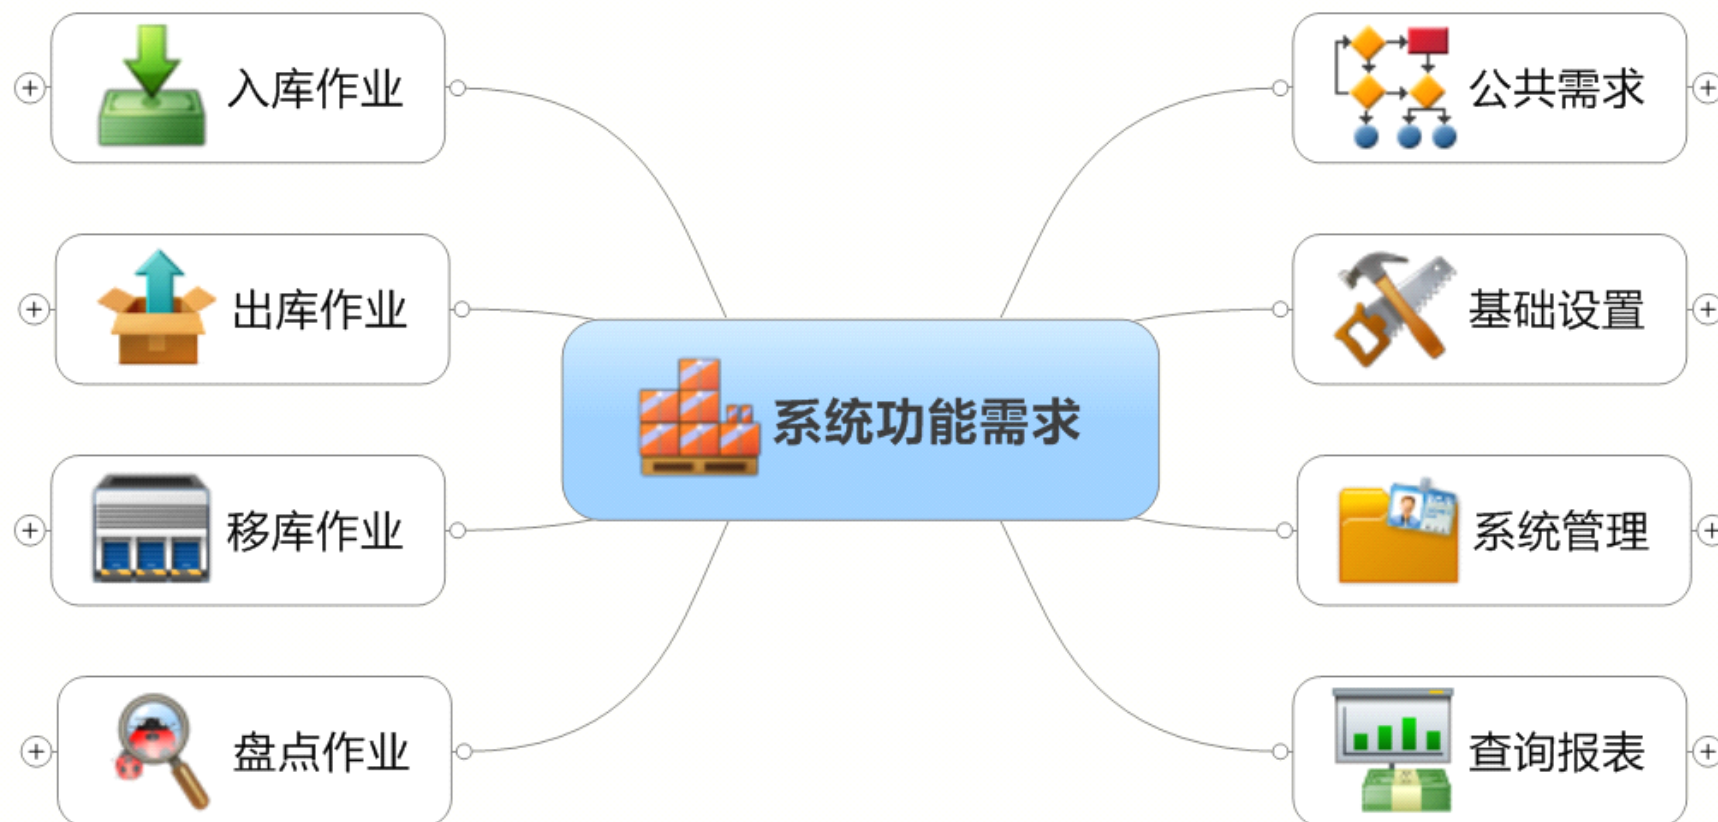 入库作业
出库作业
移库作业
盘点作业
系统功能需求
公共需求
基础设置
系统管理
查询报表